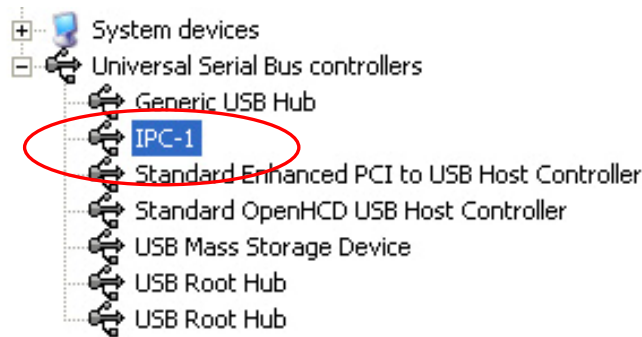 System devices
Universal Serial Bus controllers
Generic USB Hub
IPC-1
Standard Enhanced PCI to USB Host Controller
Standard OpenHCD USB Host Controller
USB Mass Storage Device
USB Root Hub
USB Root Hub